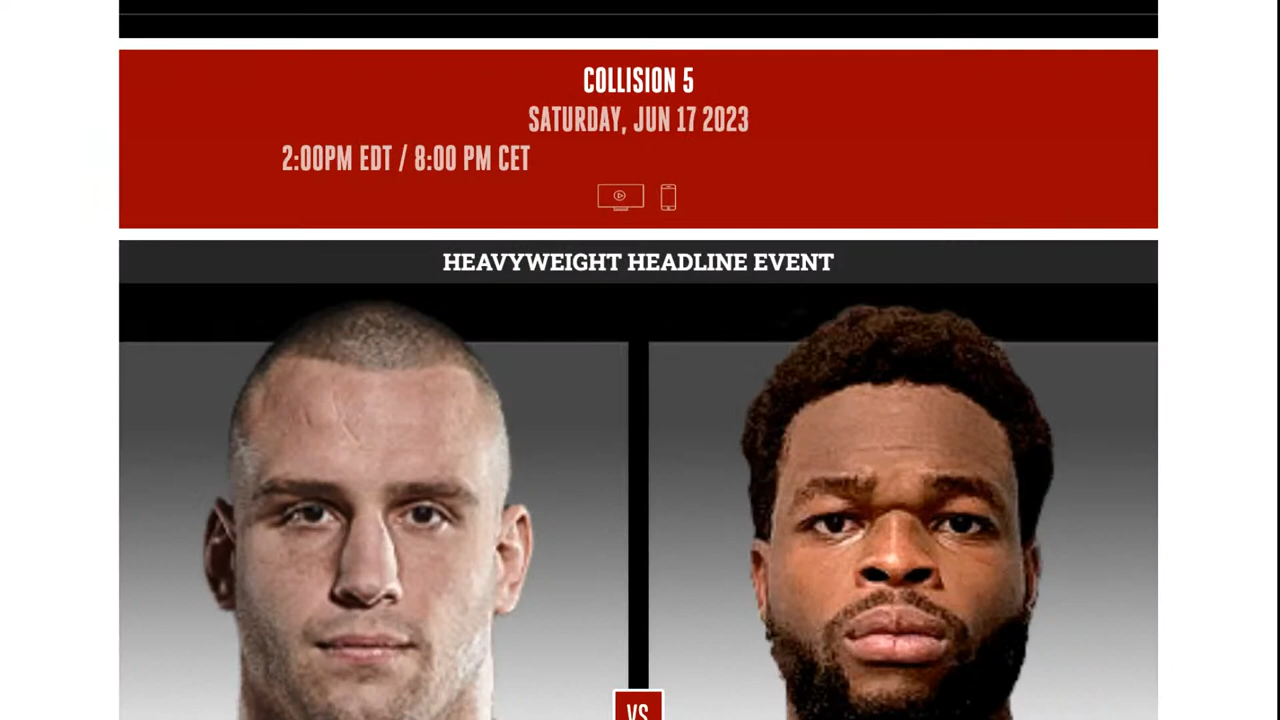 COLLISION 5
SATURDAY, JUN 17 2023
2:00PM EDT / 8:00 PM CET
HEAVYWEIGHT HEADLINE EVENT
VS